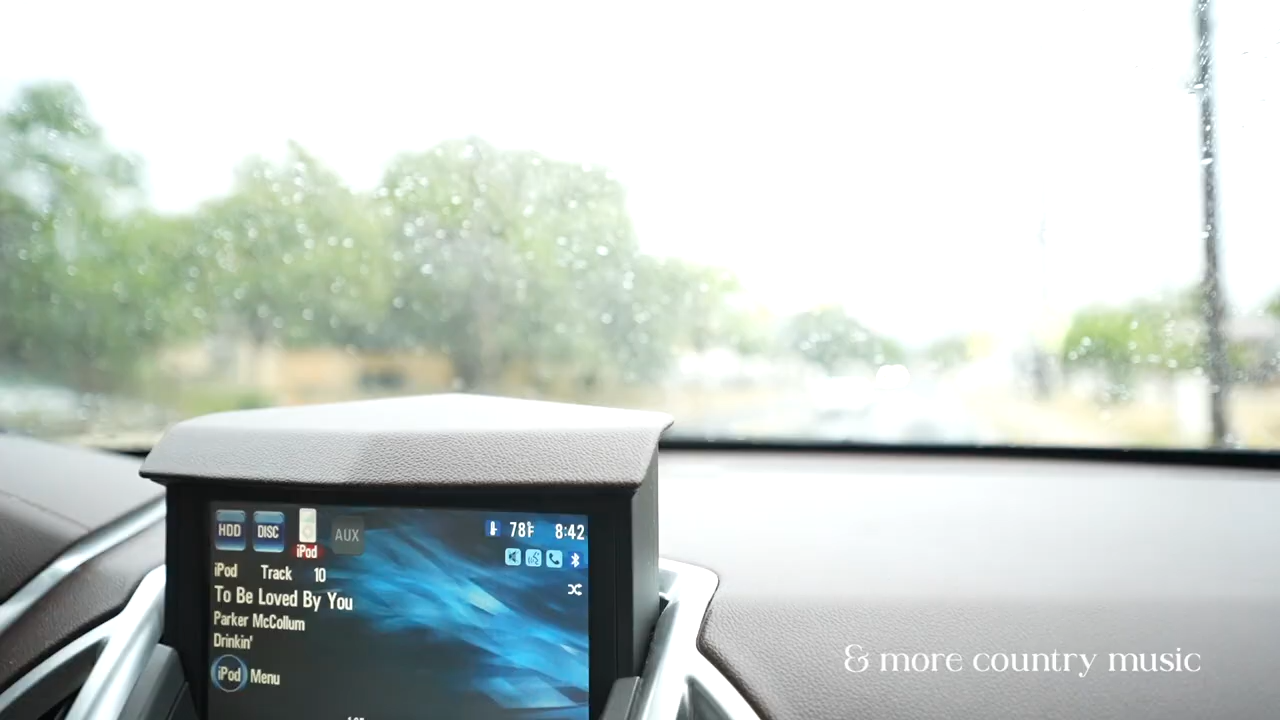 HDD DISC iPod AUX 78F 8:42
iPod Track 10
To Be Loved By You
Parker McCollum
Drinkin'
iPod Menu
& more country music